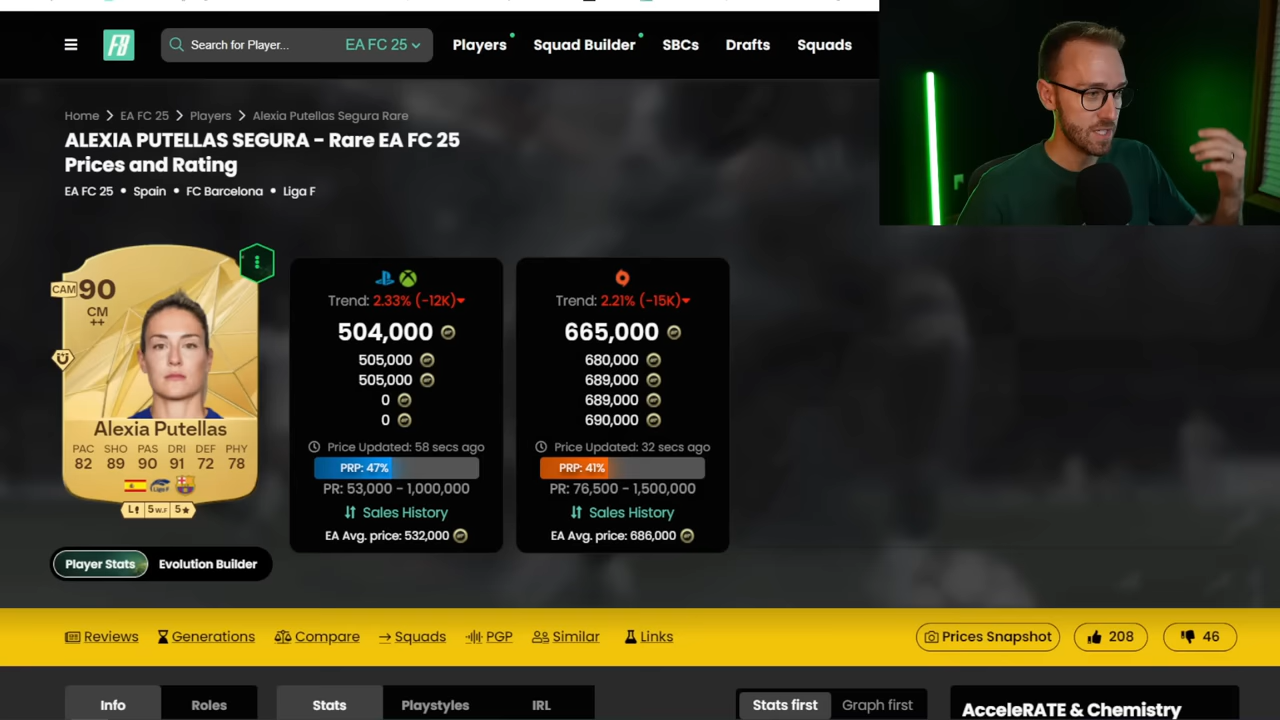 FB
Search for Player...
EA FC 25
Players
Squad Builder
SBCs
Drafts
Squads
Home > EA FC 25 > Players > Alexia Putellas Segura Rare
ALEXIA PUTELLAS SEGURA - Rare EA FC 25
Prices and Rating
EA FC 25 • Spain • FC Barcelona • Liga F
CAM 90
CM
++
Alexia Putellas
PAC SHO PAS DRI DEF PHY
82 89 90 91 72 78
Liga F
L 5 W.F 5★
Trend: 2.33% (-12K)
504,000
505,000
505,000
0
0
Price Updated: 58 secs ago
PRP: 47%
PR: 53,000 - 1,000,000
Sales History
EA Avg. price: 532,000
Trend: 2.21% (-15K)
665,000
680,000
689,000
689,000
690,000
Price Updated: 32 secs ago
PRP: 41%
PR: 76,500 - 1,500,000
Sales History
EA Avg. price: 686,000
Player Stats
Evolution Builder
Reviews
Generations
Compare
Squads
PGP
Similar
Links
Prices Snapshot
208
46
Info
Roles
Stats
Playstyles
IRL
Stats first
Graph first
AcceleRATE & Chemistry